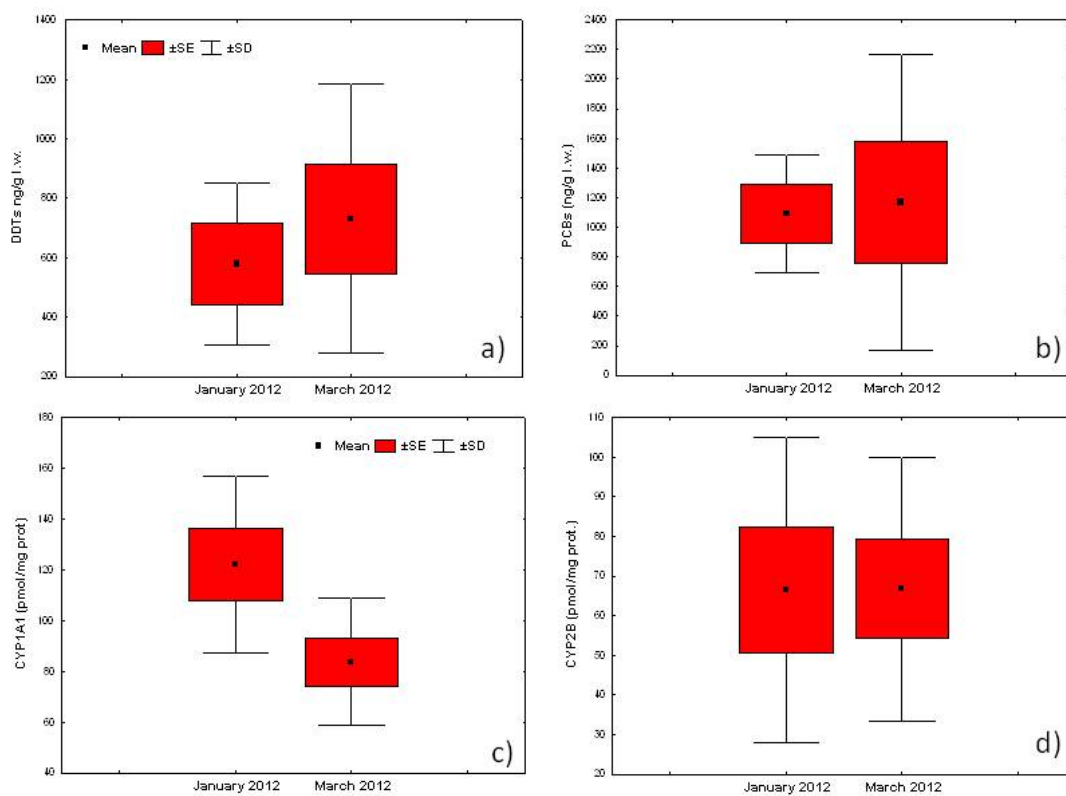 1400
1200
1000
800
600
400
200
DDTs ng/g l.w.
Mean ±SE ±SD
a)
January 2012 March 2012
2400
2200
2000
1800
1600
1400
1200
1000
800
600
400
200
0
PCBs (ng/g l.w.)
b)
January 2012 March 2012
180
160
140
120
100
80
60
40
CYP1A1 (pmol/mg prot)
Mean ±SE ±SD
c)
January 2012 March 2012
110
100
90
80
70
60
50
40
30
20
CYP2B (pmol/mg prot.)
d)
January 2012 March 2012